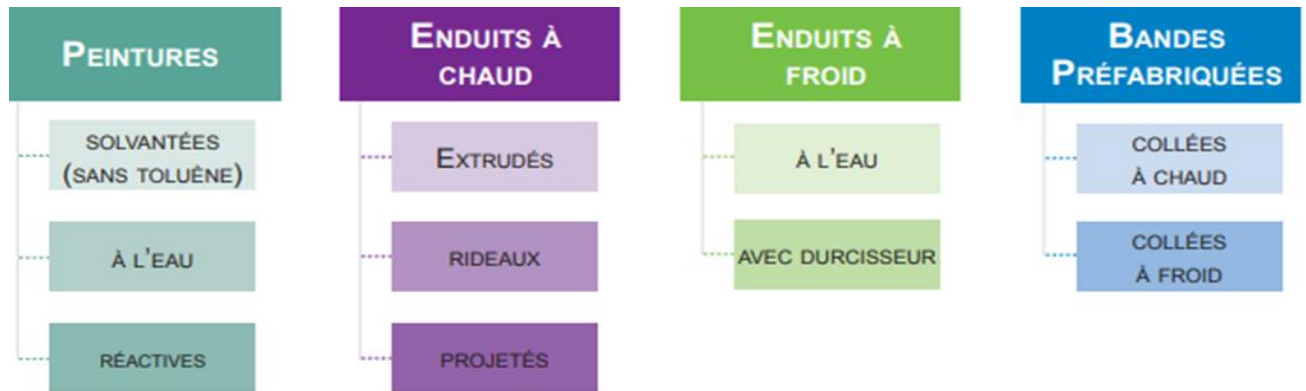 PEINTURES
SOLVANTÉES
(SANS TOLUÈNE)
À L'EAU
RÉACTIVES
ENDUITS À
CHAUD
EXTRUDÉS
RIDEAUX
PROJETÉS
ENDUITS À
FROID
À L'EAU
AVEC DURCISSEUR
BANDES
PRÉFABRIQUÉES
COLLÉES
À CHAUD
COLLÉES
À FROID